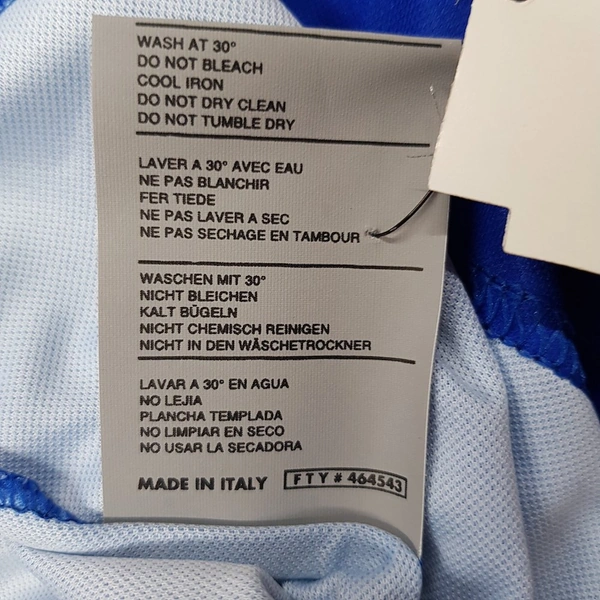 WASH AT 30°
DO NOT BLEACH
COOL IRON
DO NOT DRY CLEAN
DO NOT TUMBLE DRY
LAVER A 30° AVEC EAU
NE PAS BLANCHIR
FER TIEDE
NE PAS LAVER A SEC
NE PAS SECHAGE EN TAMBOUR
WASCHEN MIT 30°
NICHT BLEICHEN
KALT BÜGELN
NICHT CHEMISCH REINIGEN
NICHT IN DEN WÄSCHETROCKNER
LAVAR A 30° EN AGUA
NO LEJIA
PLANCHA TEMPLADA
NO LIMPIAR EN SECO
NO USAR LA SECADORA
MADE IN ITALY FTY # 464543